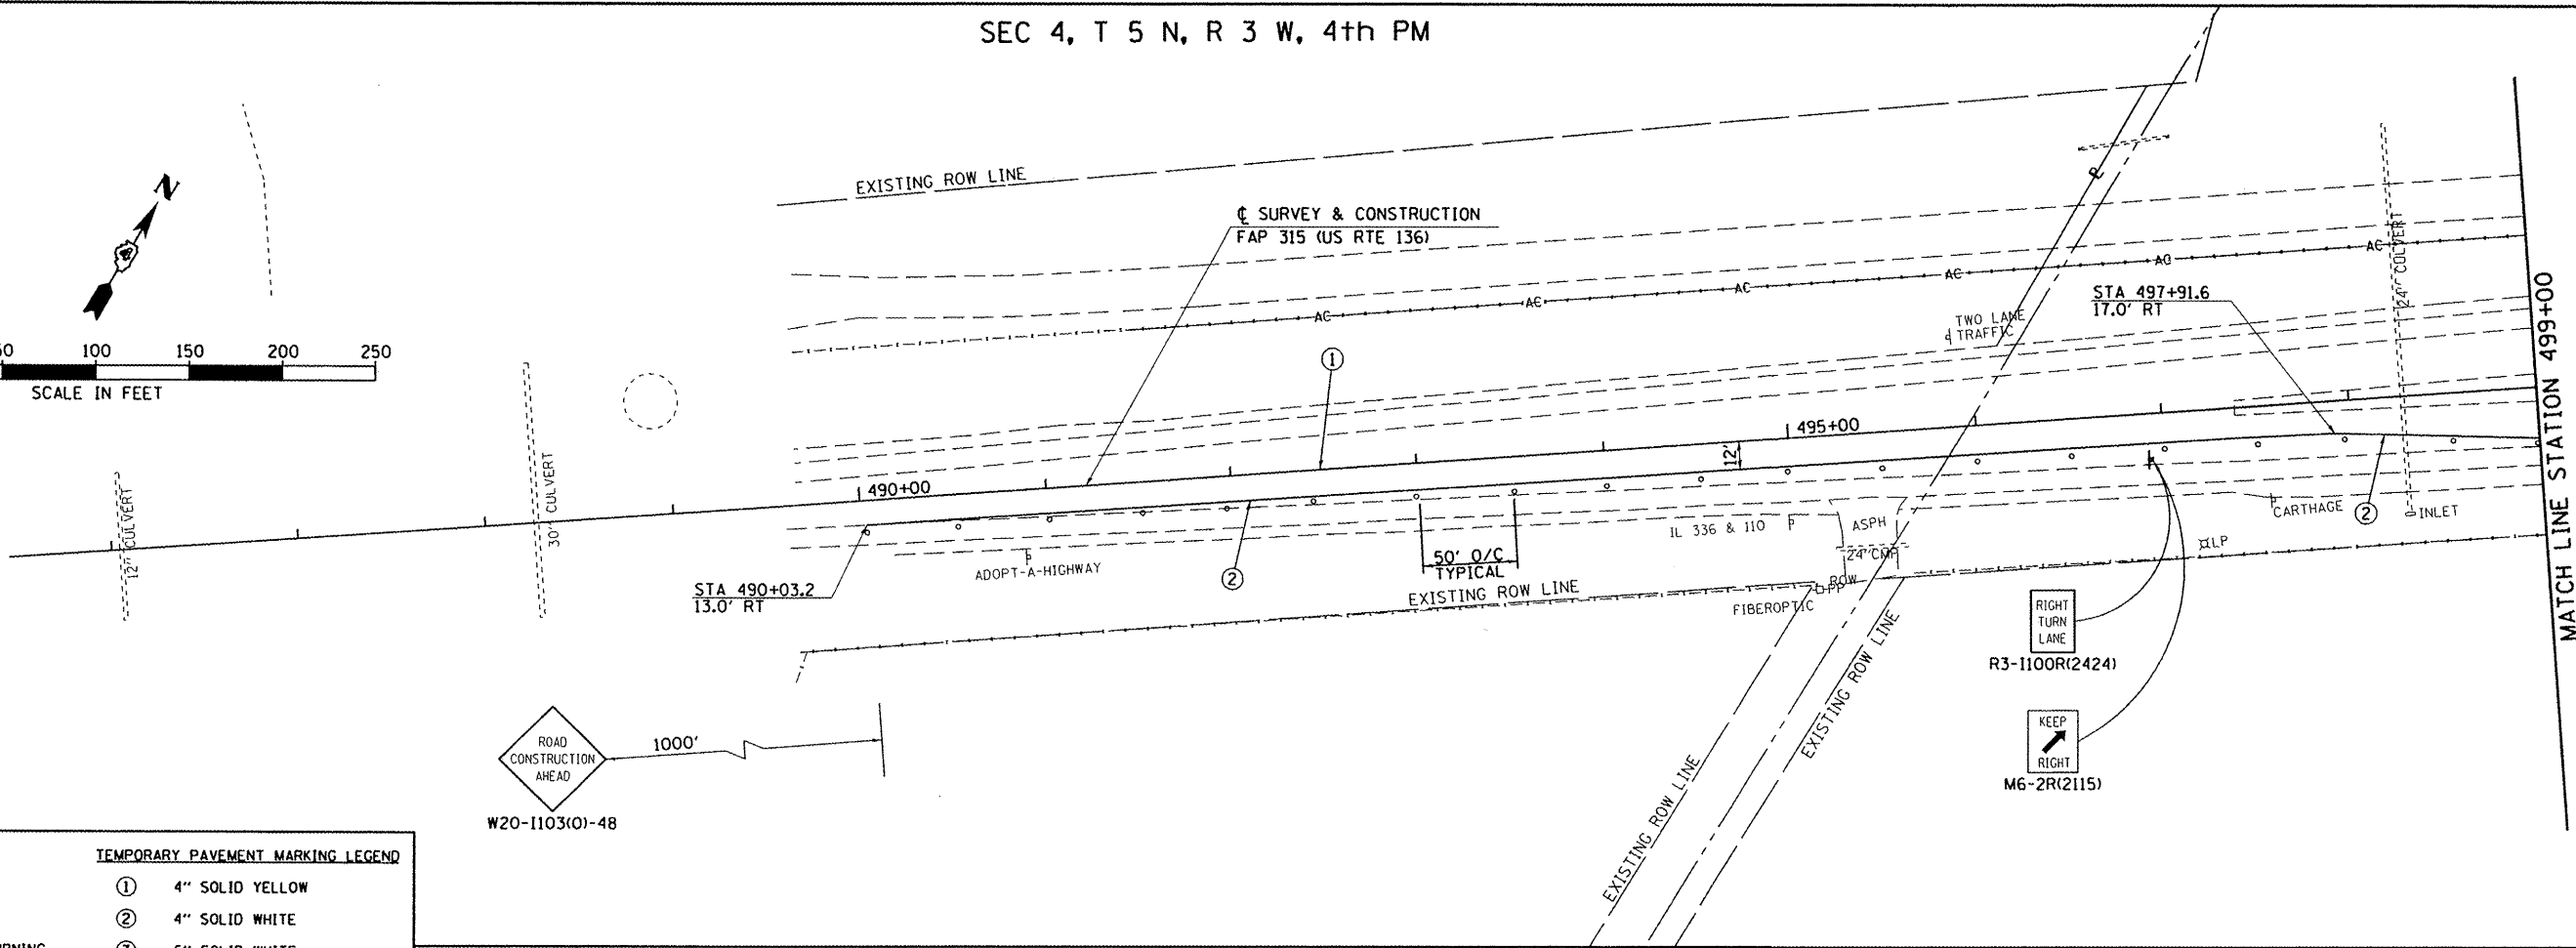 SEC 4, T 5 N, R 3 W, 4th PM
N
EXISTING ROW LINE
℄ SURVEY & CONSTRUCTION
FAP 315 (US RTE 136)
AC
AC
AC
AC
AC
AC
24" CULVERT
STA 497+91.6
17.0' RT
TWO LANE
TRAFFIC
MATCH LINE STATION 499+00
100
150
200
250
SCALE IN FEET
1
495+00
12'
490+00
12" CULVERT
30' CULVERT
IL 336 & 110
ASPH
24" CMP
CARTHAGE
2
INLET
LP
50' O/C
TYPICAL
ADOPT-A-HIGHWAY
2
STA 490+03.2
13.0' RT
EXISTING ROW LINE
ROW
PP
FIBEROPTIC
RIGHT
TURN
LANE
R3-I100R(2424)
KEEP
RIGHT
M6-2R(2115)
EXISTING ROW LINE
EXISTING ROW LINE
ROAD
CONSTRUCTION
AHEAD
1000'
W20-I103(O)-48
TEMPORARY PAVEMENT MARKING LEGEND
1 4" SOLID YELLOW
2 4" SOLID WHITE